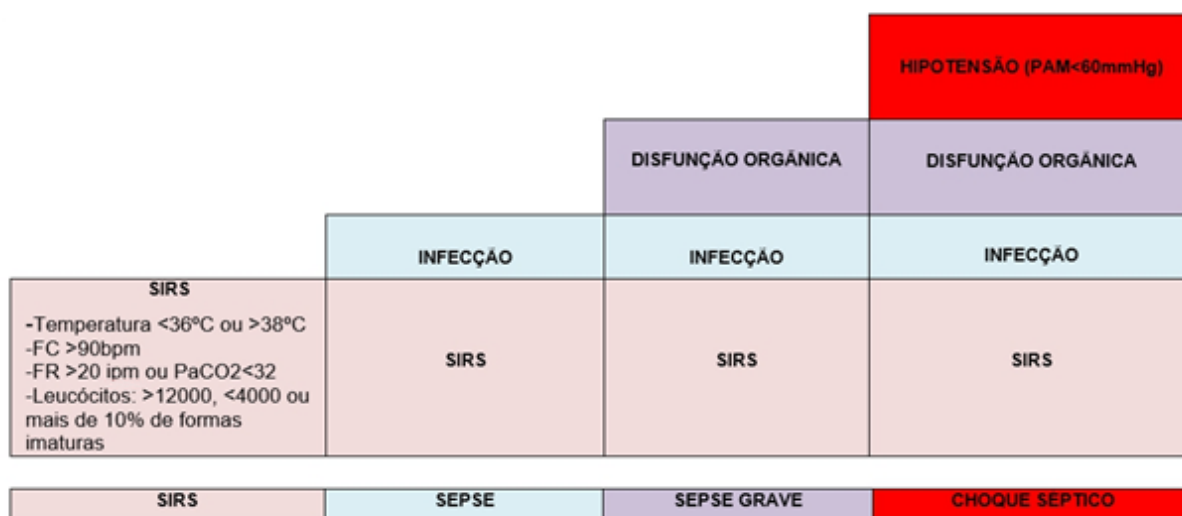 HIPOTENSÃO (PAM<60mmHg)
DISFUNÇÃO ORGÂNICA
DISFUNÇÃO ORGÂNICA
INFECÇÃO
INFECÇÃO
INFECÇÃO
SIRS
-Temperatura <36ºC ou >38ºC
-FC >90bpm
-FR >20 ipm ou PaCO2<32
-Leucócitos: >12000, <4000 ou
mais de 10% de formas
imaturas
SIRS
SIRS
SIRS
SIRS
SEPSE
SEPSE GRAVE
CHOQUE SÉPTICO